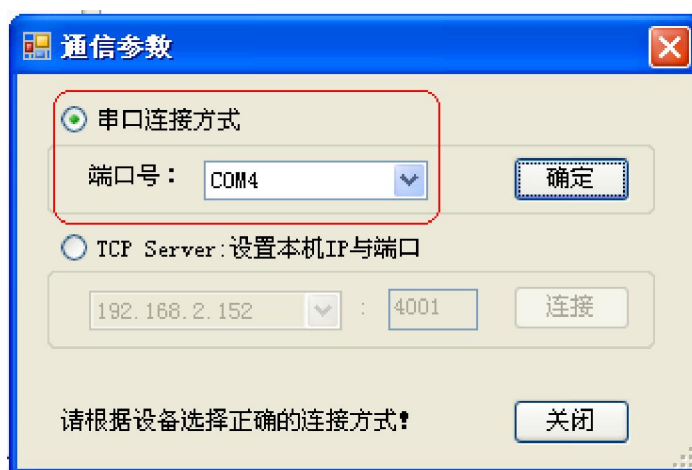 通信参数
串口连接方式
端口号： COM4 确定
TCP Server:设置本机IP与端口
192.168.2.152 : 4001 连接
请根据设备选择正确的连接方式! 关闭